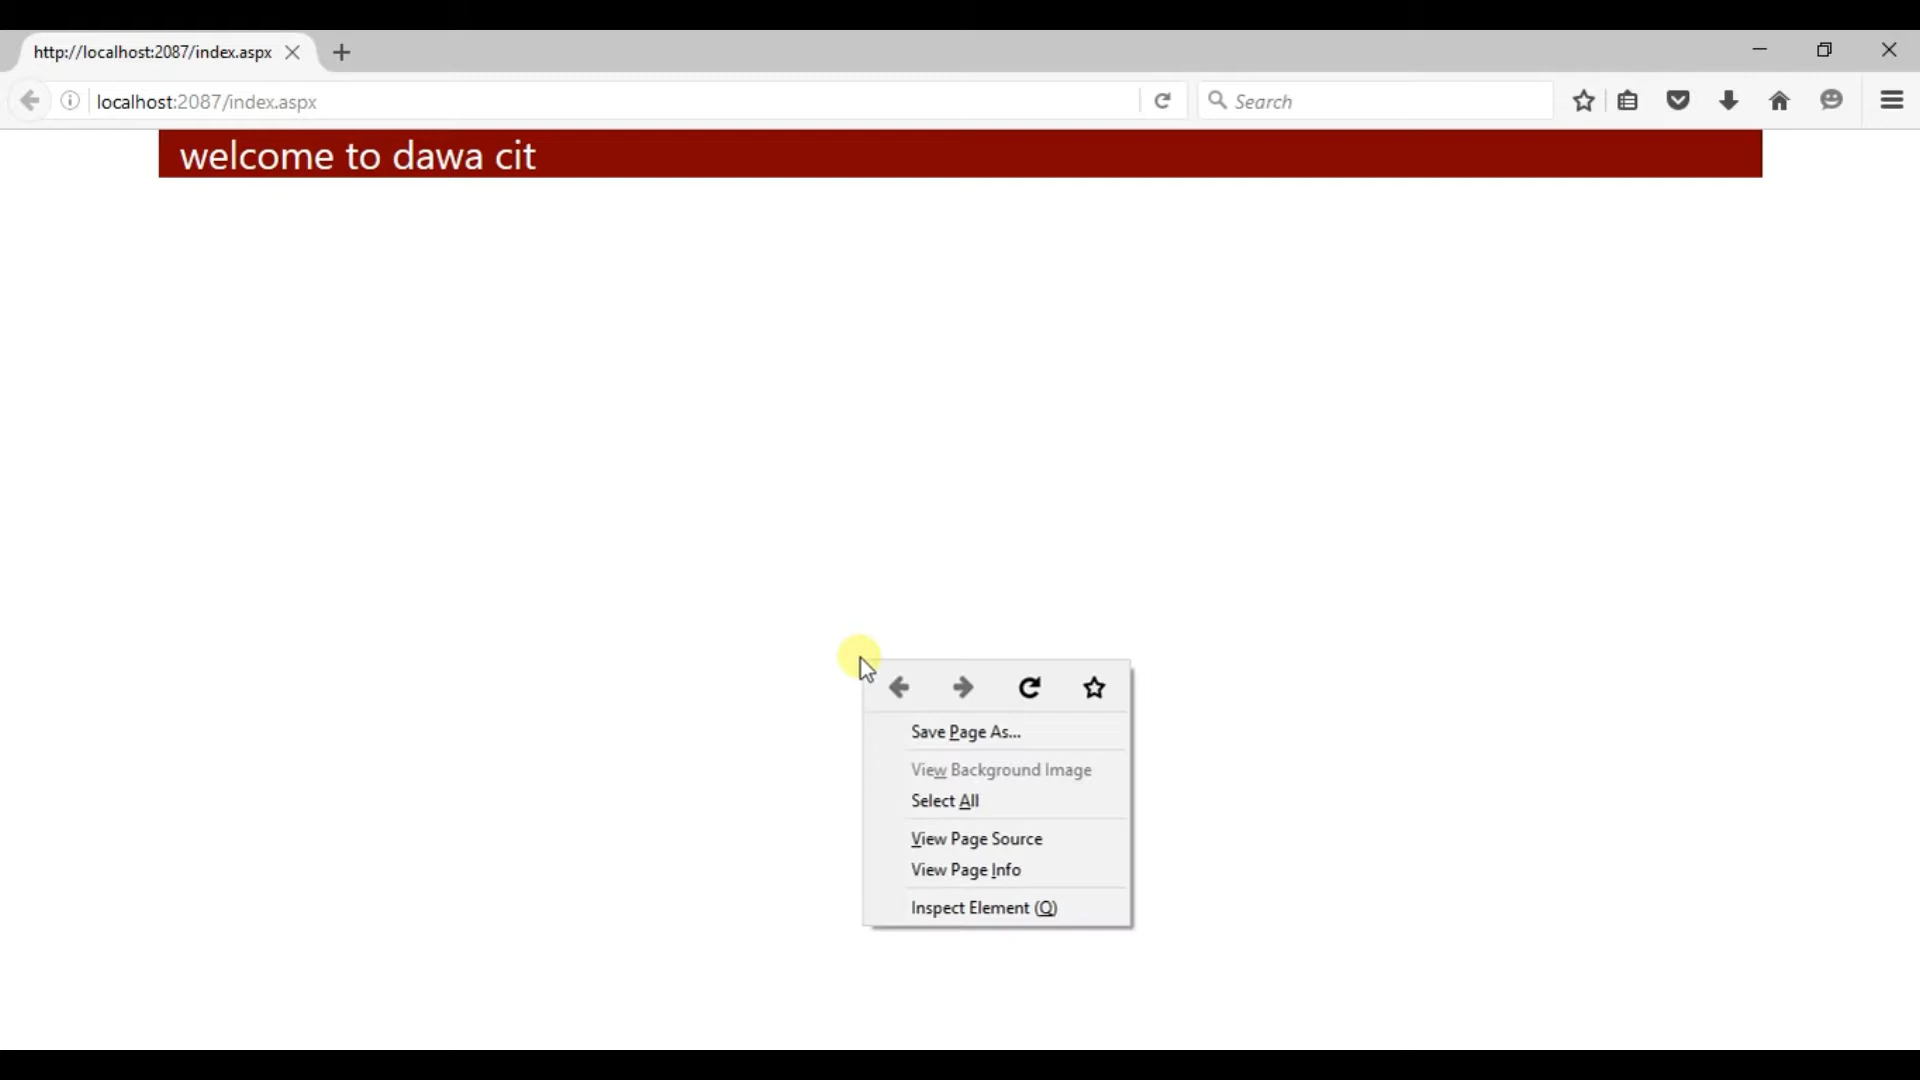 http://localhost:2087/index.aspx
localhost:2087/index.aspx
Search
welcome to dawa cit
Save Page As...
View Background Image
Select All
View Page Source
View Page Info
Inspect Element (Q)